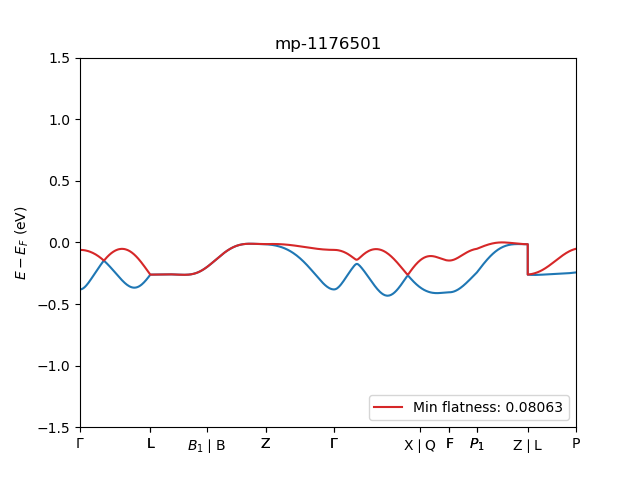 mp-1176501
E − E_F (eV)
1.5
1.0
0.5
0.0
−0.5
−1.0
−1.5
Min flatness: 0.08063
Γ L B₁ | B Z Γ X | Q F P₁ Z | L P